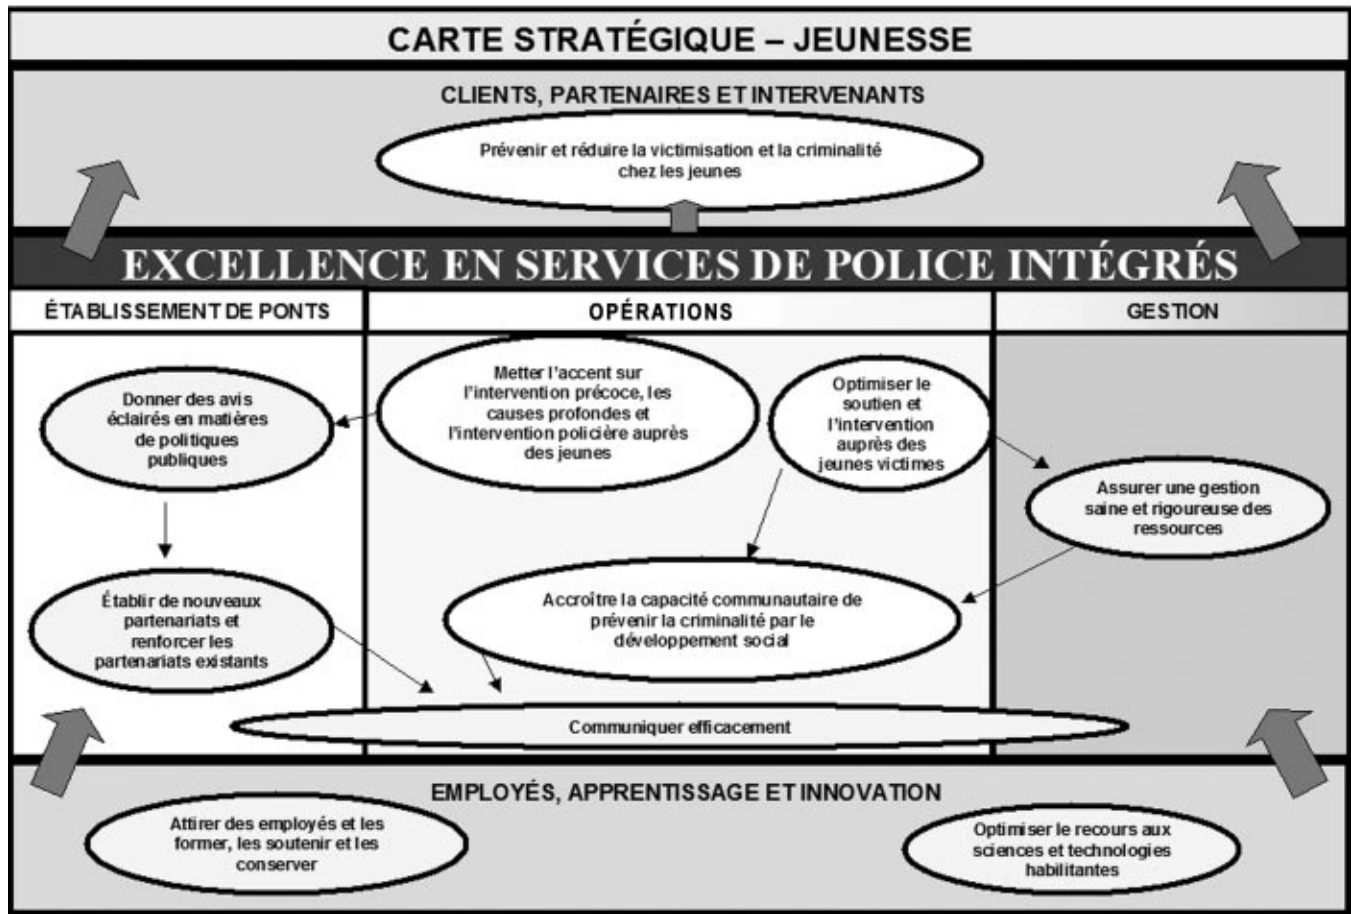 CARTE STRATÉGIQUE – JEUNESSE
CLIENTS, PARTENAIRES ET INTERVENANTS
Prévenir et réduire la victimisation et la criminalité
chez les jeunes
EXCELLENCE EN SERVICES DE POLICE INTÉGRÉS
ÉTABLISSEMENT DE PONTS
OPÉRATIONS
GESTION
Donner des avis
éclairés en matières
de politiques
publiques
Metter l'accent sur
l'intervention précoce, les
causes profondes et
l'intervention policière auprès
des jeunes
Optimiser le
soutien et
l'intervention
auprès des
jeunes victimes
Assurer une gestion
saine et rigoureuse des
ressources
Établir de nouveaux
partenariats et
renforcer les
partenariats existants
Accroître la capacité communautaire de
prévenir la criminalité par le
développement social
Communiquer efficacement
EMPLOYÉS, APPRENTISSAGE ET INNOVATION
Attirer des employés et les
former, les soutenir et les
conserver
Optimiser le recours aux
sciences et technologies
habilitantes